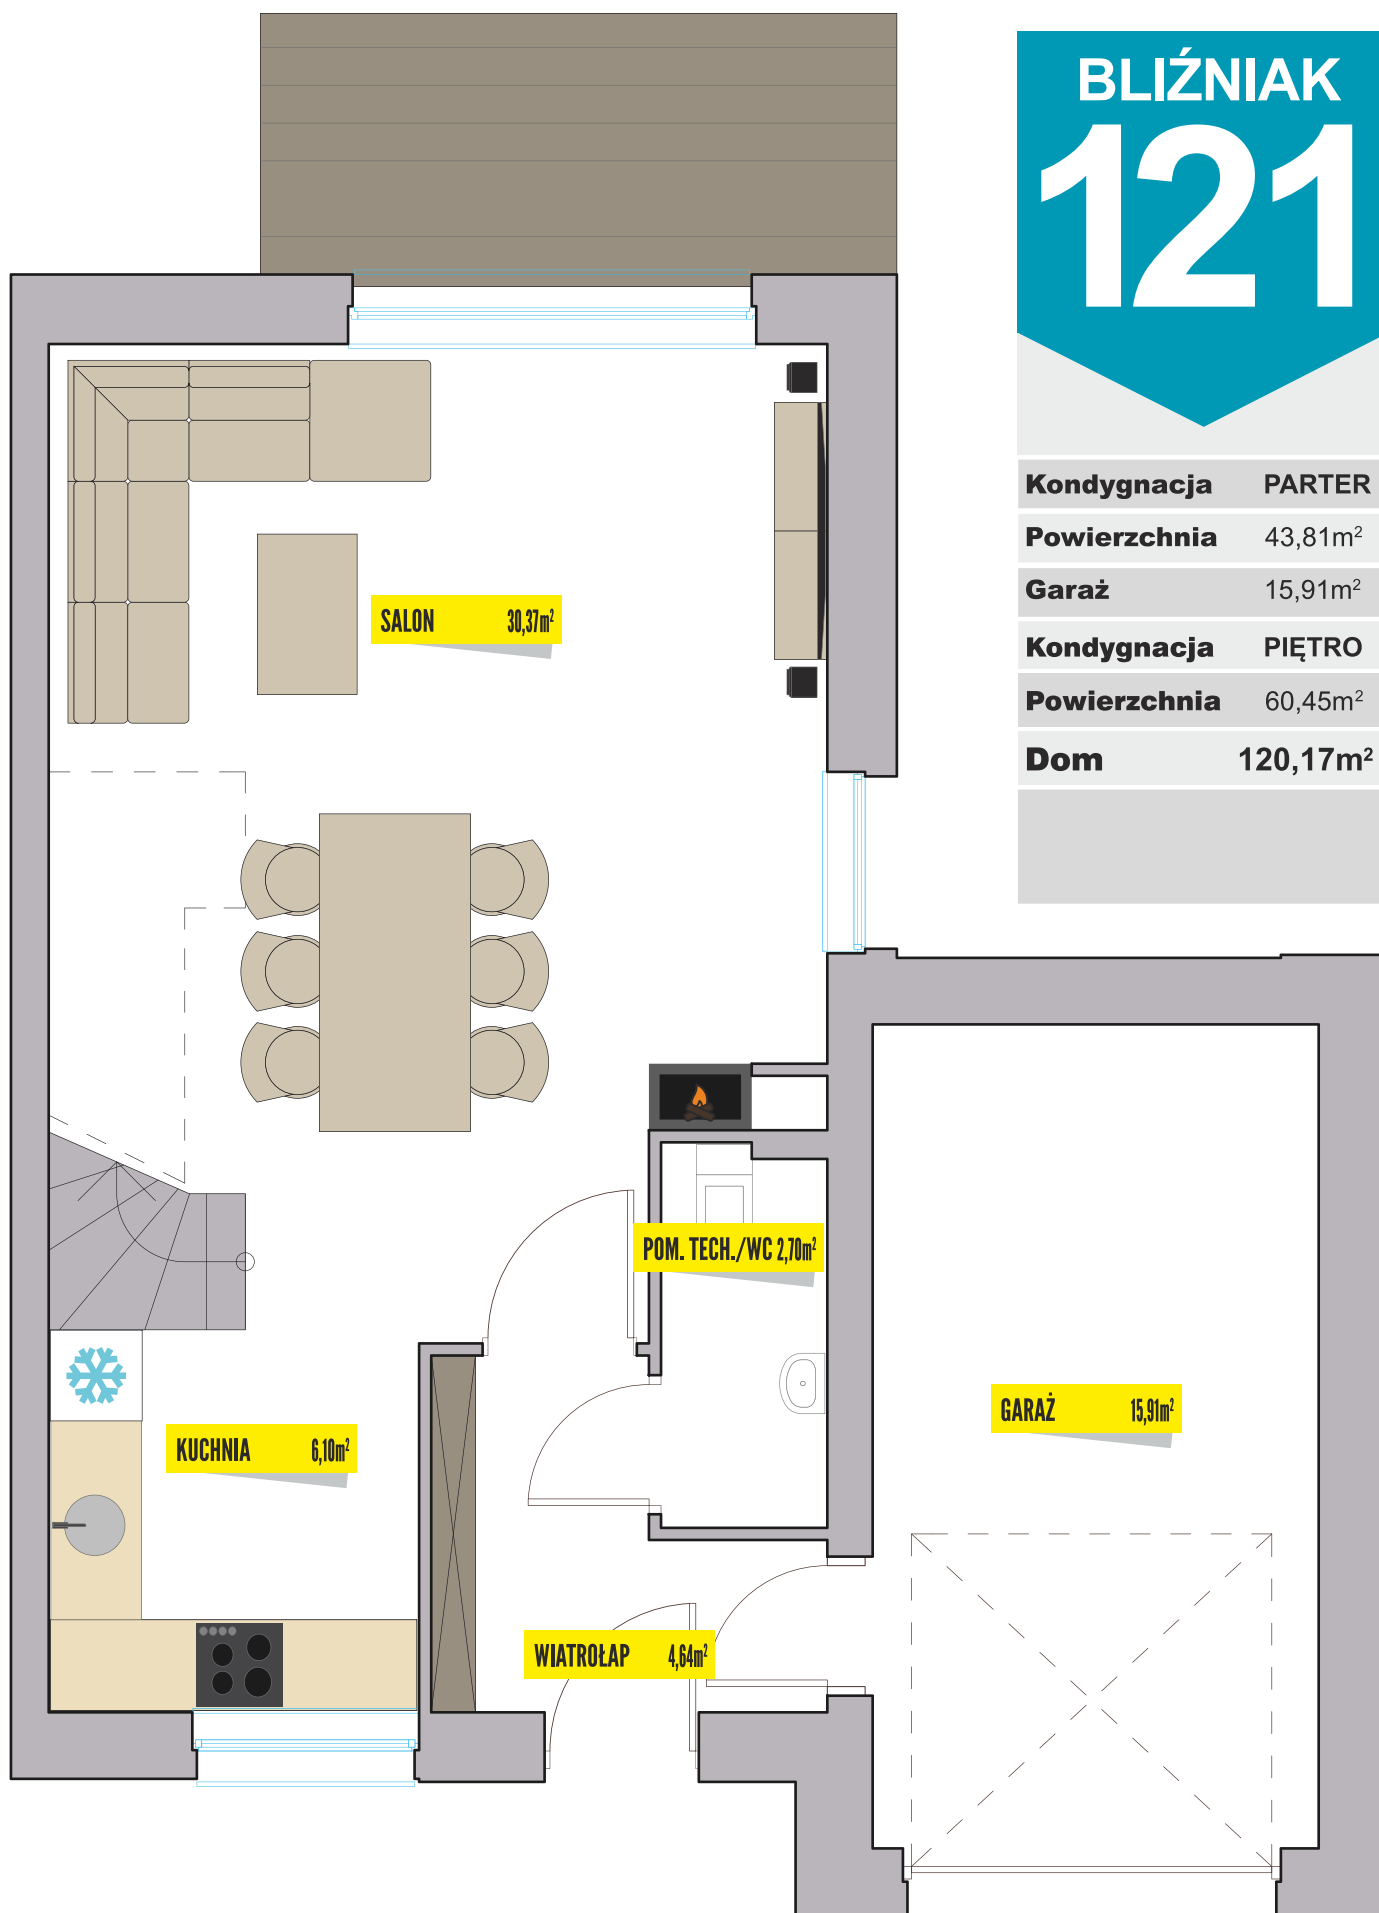 BLIŹNIAK
121
Kondygnacja PARTER
Powierzchnia 43,81m²
Garaż 15,91m²
Kondygnacja PIĘTRO
Powierzchnia 60,45m²
Dom 120,17m²
SALON 30,37m²
POM. TECH./WC 2,70m²
GARAŻ 15,91m²
KUCHNIA 6,10m²
WIATROŁAP 4,64m²